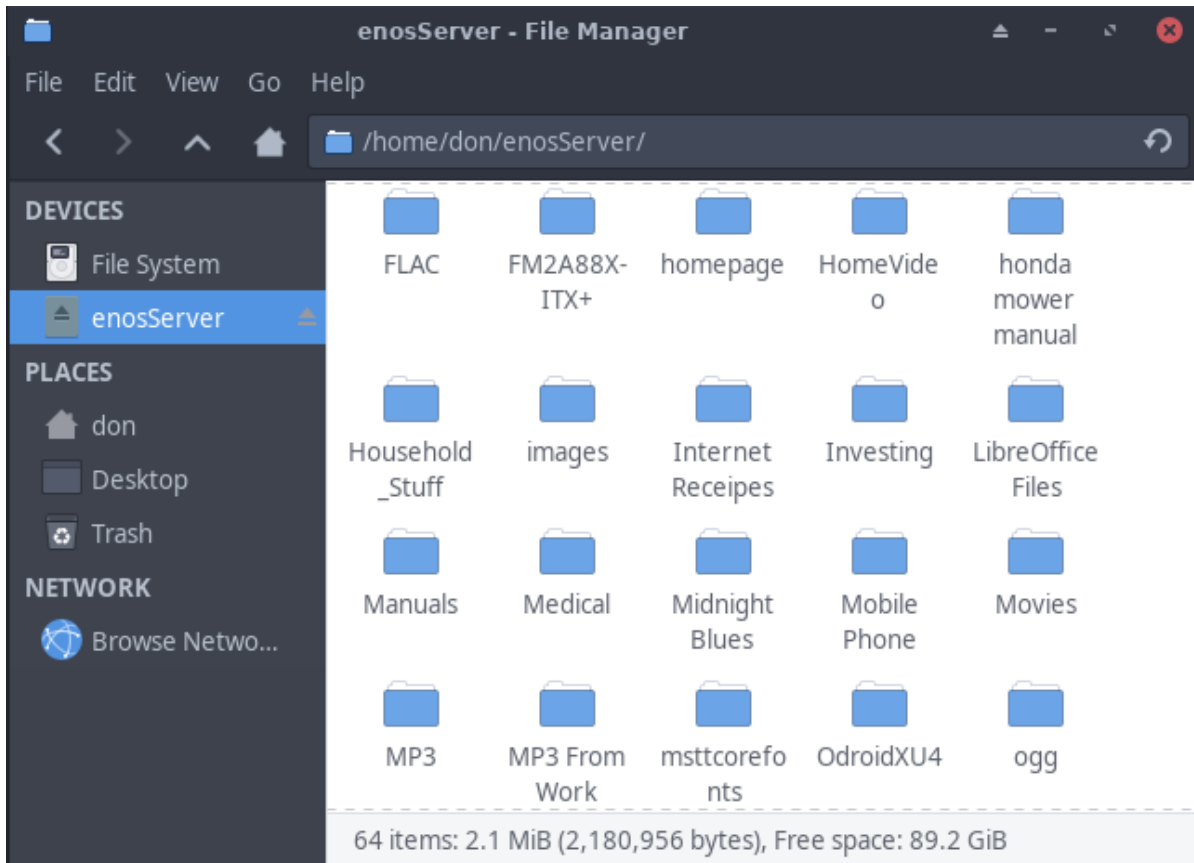 enosServer - File Manager
File Edit View Go Help
/home/don/enosServer/
DEVICES
File System
enosServer
PLACES
don
Desktop
Trash
NETWORK
Browse Netwo...
FLAC FM2A88X- homepage HomeVide honda
ITX+ o mower
manual
Household images Internet Investing LibreOffice
_Stuff Receipes Files
Manuals Medical Midnight Mobile Movies
Blues Phone
MP3 MP3 From msttcorefo OdroidXU4 ogg
Work nts
64 items: 2.1 MiB (2,180,956 bytes), Free space: 89.2 GiB